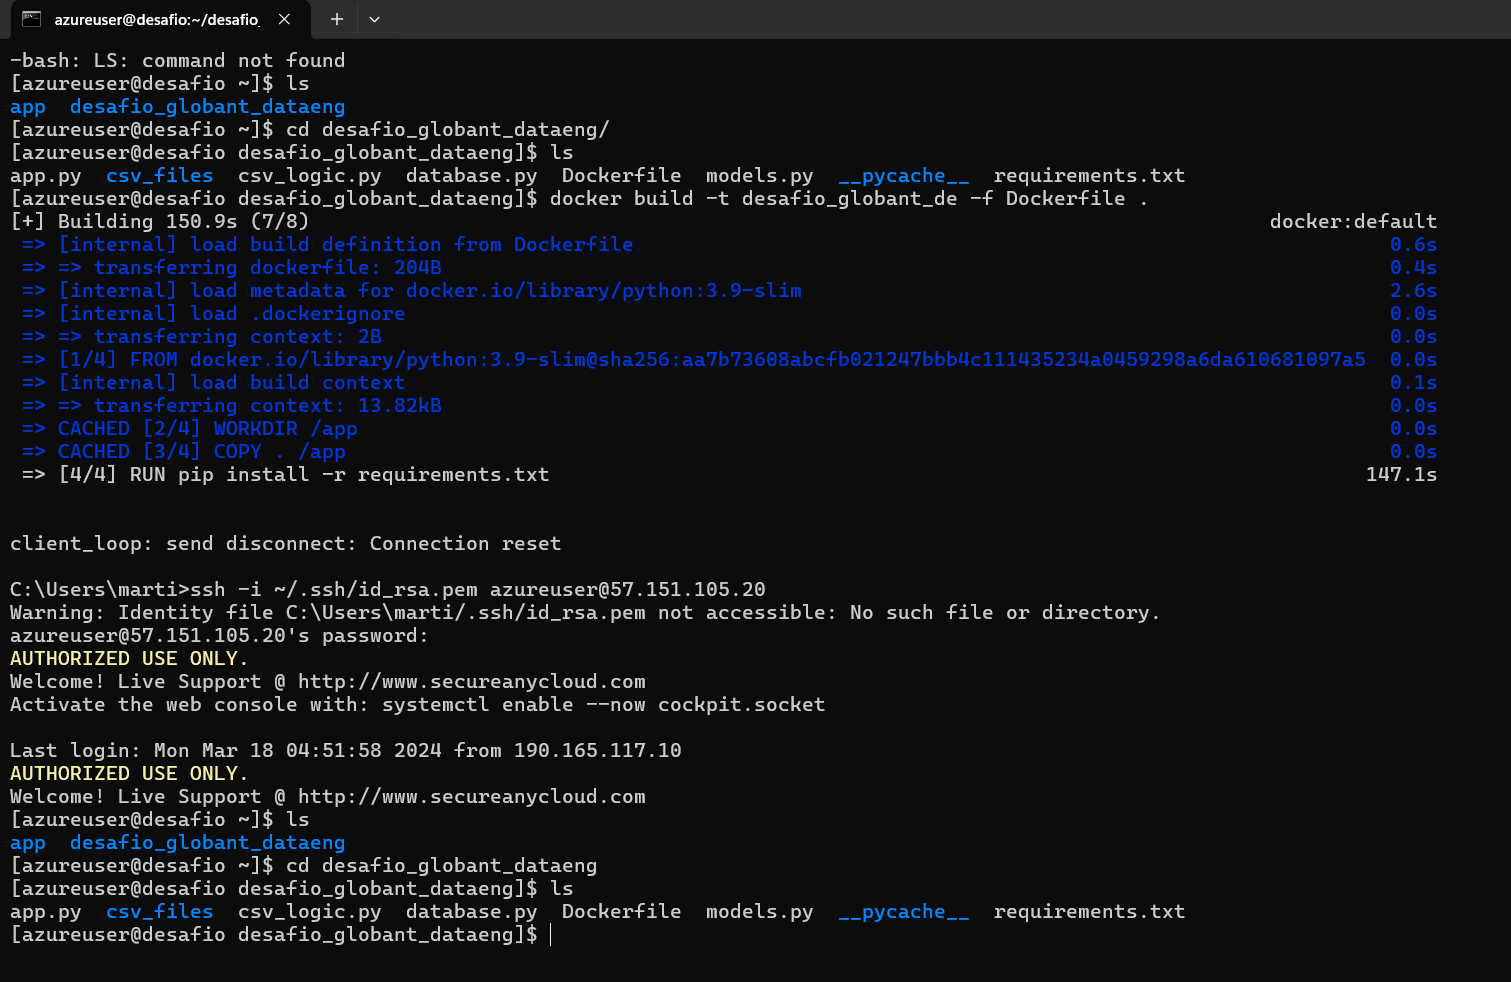 azureuser@desafio:~/desafio_
-bash: LS: command not found
[azureuser@desafio ~]$ ls
app  desafio_globant_dataeng
[azureuser@desafio ~]$ cd desafio_globant_dataeng/
[azureuser@desafio desafio_globant_dataeng]$ ls
app.py  csv_files  csv_logic.py  database.py  Dockerfile  models.py  __pycache__  requirements.txt
[azureuser@desafio desafio_globant_dataeng]$ docker build -t desafio_globant_de -f Dockerfile .
[+] Building 150.9s (7/8) docker:default
=> [internal] load build definition from Dockerfile 0.6s
=> => transferring dockerfile: 204B 0.4s
=> [internal] load metadata for docker.io/library/python:3.9-slim 2.6s
=> [internal] load .dockerignore 0.0s
=> => transferring context: 2B 0.0s
=> [1/4] FROM docker.io/library/python:3.9-slim@sha256:aa7b73608abcfb021247bbb4c111435234a0459298a6da610681097a5 0.0s
=> [internal] load build context 0.1s
=> => transferring context: 13.82kB 0.0s
=> CACHED [2/4] WORKDIR /app 0.0s
=> CACHED [3/4] COPY . /app 0.0s
=> [4/4] RUN pip install -r requirements.txt 147.1s
client_loop: send disconnect: Connection reset
C:\Users\marti>ssh -i ~/.ssh/id_rsa.pem azureuser@57.151.105.20
Warning: Identity file C:\Users\marti/.ssh/id_rsa.pem not accessible: No such file or directory.
azureuser@57.151.105.20's password:
AUTHORIZED USE ONLY.
Welcome! Live Support @ http://www.secureanycloud.com
Activate the web console with: systemctl enable --now cockpit.socket
Last login: Mon Mar 18 04:51:58 2024 from 190.165.117.10
AUTHORIZED USE ONLY.
Welcome! Live Support @ http://www.secureanycloud.com
[azureuser@desafio ~]$ ls
app  desafio_globant_dataeng
[azureuser@desafio ~]$ cd desafio_globant_dataeng
[azureuser@desafio desafio_globant_dataeng]$ ls
app.py  csv_files  csv_logic.py  database.py  Dockerfile  models.py  __pycache__  requirements.txt
[azureuser@desafio desafio_globant_dataeng]$